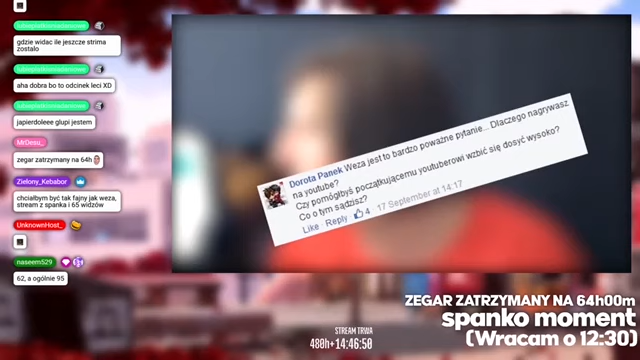 gdzie widac ile jeszcze strima
zostalo
aha dobra bo to odcinek leci XD
japierdoleee glupi jestem
MrDesu_
zegar zatrzymany na 64h
Zielony_Kebabor
chcialbym być tak fajny jak weza,
stream z spanka i 65 widzów
UnknownHost_
naseem529
62, a ogólnie 95
Dorota Panek Weza jest to bardzo poważne pytanie... Dlaczego nagrywasz
na youtube?
Czy pomógłbyś początkującemu youtuberowi wzbić się dosyć wysoko?
Co o tym sądzisz?
Like · Reply · 4 · 17 September at 14:17
ZEGAR ZATRZYMANY NA 64h00m
spanko moment
(Wracam o 12:30)
STREAM TRWA
480h+14:46:50